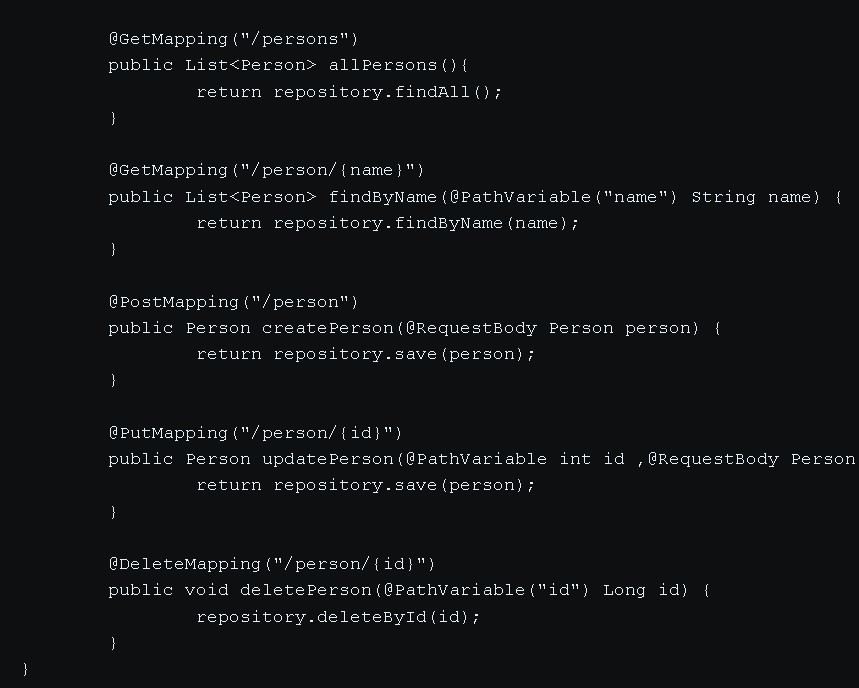 @GetMapping("/persons")
public List<Person> allPersons(){
return repository.findAll();
}
@GetMapping("/person/{name}")
public List<Person> findByName(@PathVariable("name") String name) {
return repository.findByName(name);
}
@PostMapping("/person")
public Person createPerson(@RequestBody Person person) {
return repository.save(person);
}
@PutMapping("/person/{id}")
public Person updatePerson(@PathVariable int id ,@RequestBody Person
return repository.save(person);
}
@DeleteMapping("/person/{id}")
public void deletePerson(@PathVariable("id") Long id) {
repository.deleteById(id);
}
}